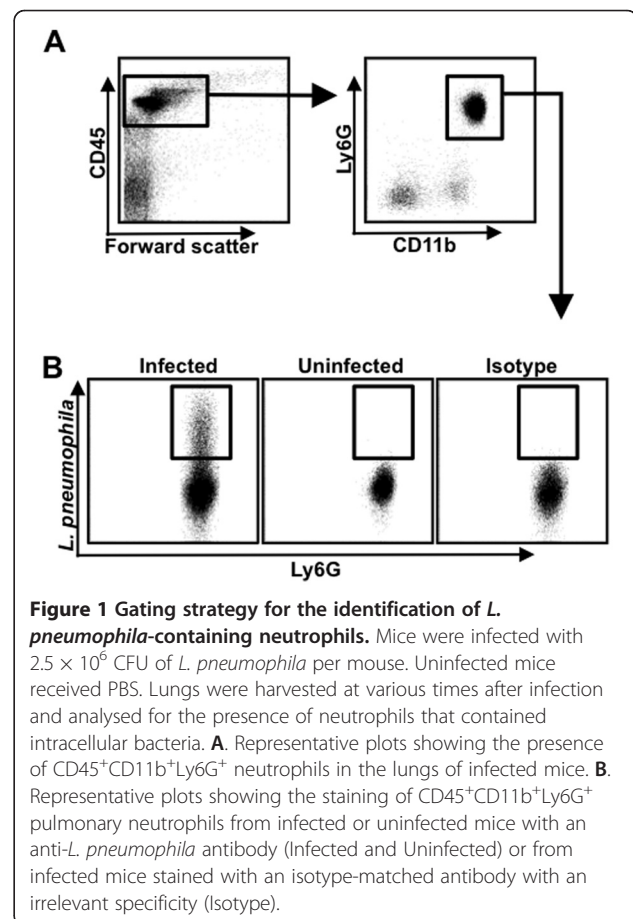 A
CD45
Forward scatter
Ly6G
CD11b
B
Infected
Uninfected
Isotype
L. pneumophila
Ly6G
Figure 1 Gating strategy for the identification of L.
pneumophila-containing neutrophils. Mice were infected with
2.5 × 10⁶ CFU of L. pneumophila per mouse. Uninfected mice
received PBS. Lungs were harvested at various times after infection
and analysed for the presence of neutrophils that contained
intracellular bacteria. A. Representative plots showing the presence
of CD45⁺CD11b⁺Ly6G⁺ neutrophils in the lungs of infected mice. B.
Representative plots showing the staining of CD45⁺CD11b⁺Ly6G⁺
pulmonary neutrophils from infected or uninfected mice with an
anti-L. pneumophila antibody (Infected and Uninfected) or from
infected mice stained with an isotype-matched antibody with an
irrelevant specificity (Isotype).